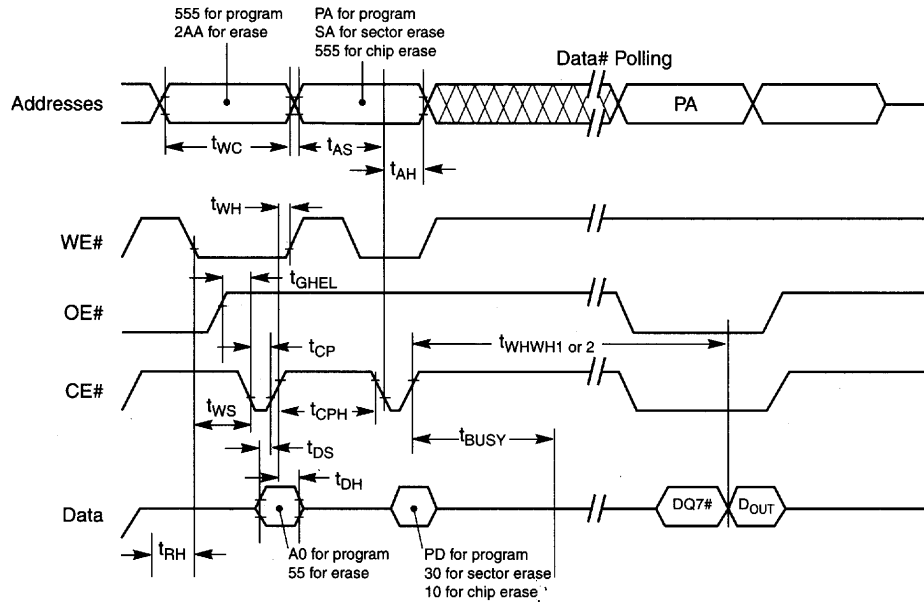 555 for program
2AA for erase
PA for program
SA for sector erase
555 for chip erase
Data# Polling
Addresses
PA
tWC
tAS
tAH
tWH
WE#
tGHEL
OE#
tCP
tWHWH1 or 2
CE#
tWS
tCPH
tBUSY
tDS
tDH
Data
DQ7#
DOUT
tRH
A0 for program
55 for erase
PD for program
30 for sector erase
10 for chip erase